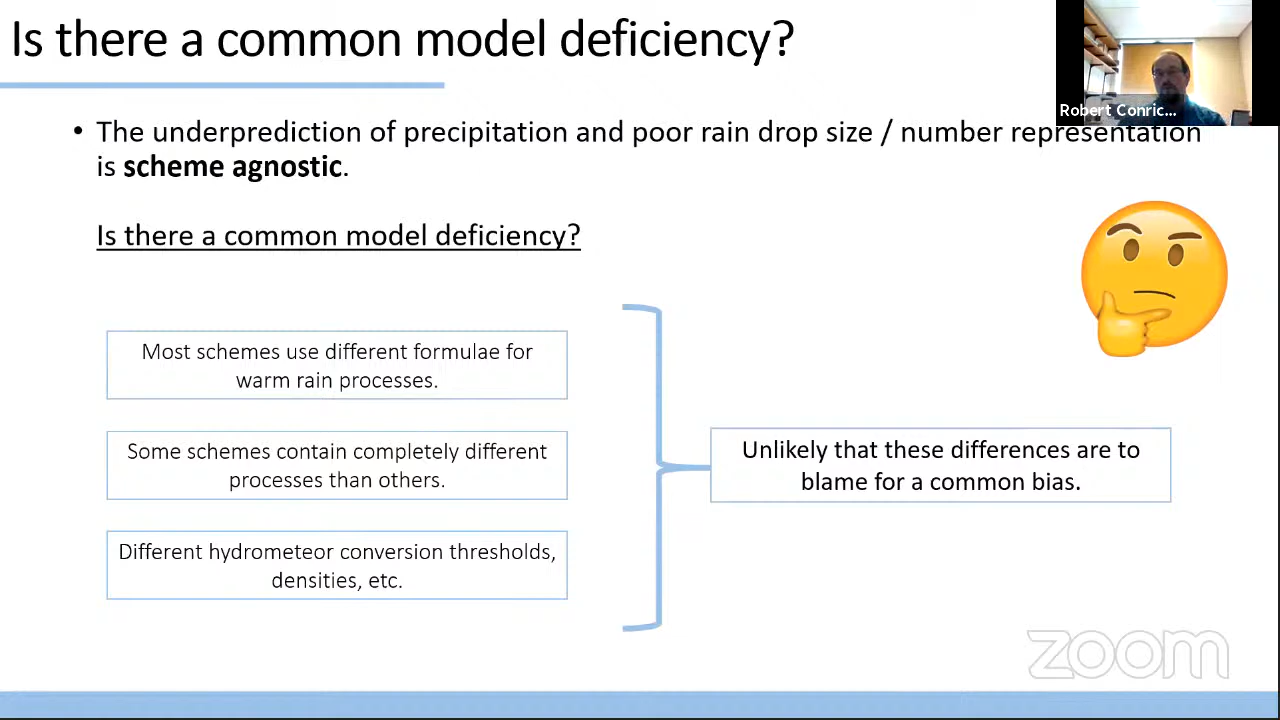 Is there a common model deficiency?
Robert Conric...
• The underprediction of precipitation and poor rain drop size / number representation
is scheme agnostic.
Is there a common model deficiency?
Most schemes use different formulae for
warm rain processes.
Some schemes contain completely different
processes than others.
Different hydrometeor conversion thresholds,
densities, etc.
Unlikely that these differences are to
blame for a common bias.
zoom